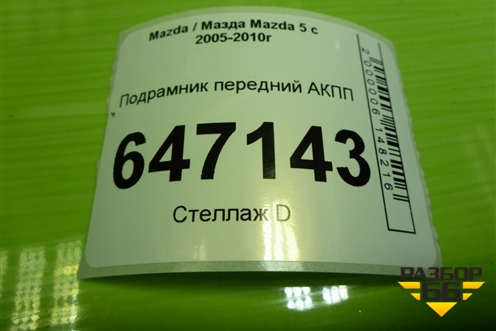 Mazda / Мазда Mazda 5 с
2005-2010г
Подрамник передний АКПП
647143
Стеллаж D
2000006148216
РАЗБОР
66